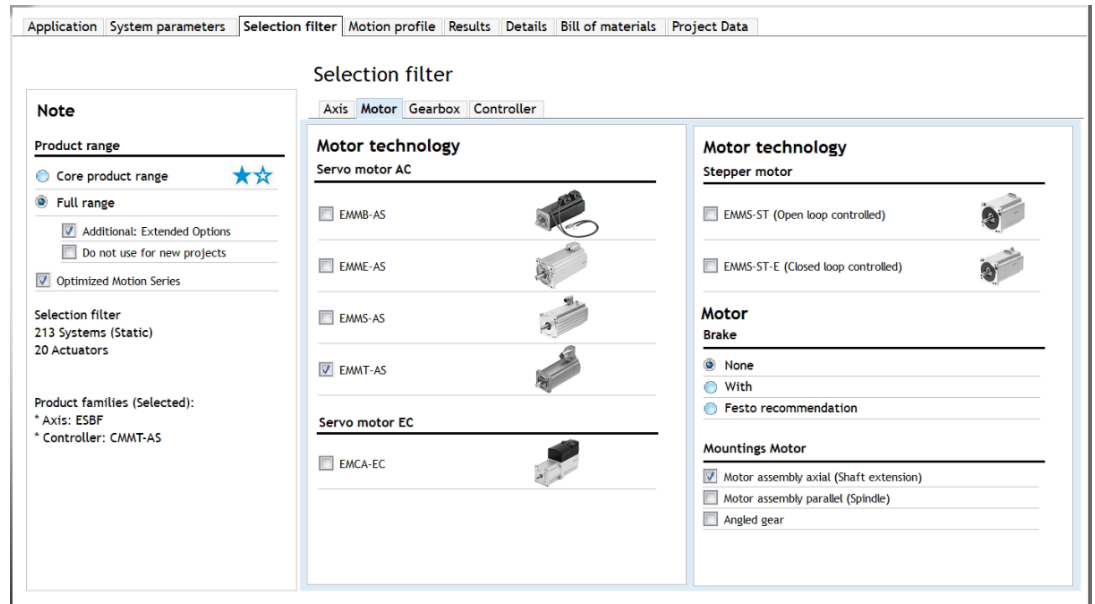 Application System parameters Selection filter Motion profile Results Details Bill of materials Project Data
Selection filter
Note
Product range
Core product range
Full range
Additional: Extended Options
Do not use for new projects
Optimized Motion Series
Selection filter
213 Systems (Static)
20 Actuators
Product families (Selected):
* Axis: ESBF
* Controller: CMMT-AS
Axis Motor Gearbox Controller
Motor technology
Servo motor AC
EMMB-AS
EMME-AS
EMMS-AS
EMMT-AS
Servo motor EC
EMCA-EC
Motor technology
Stepper motor
EMMS-ST (Open loop controlled)
EMMS-ST-E (Closed loop controlled)
Motor
Brake
None
With
Festo recommendation
Mountings Motor
Motor assembly axial (Shaft extension)
Motor assembly parallel (Spindle)
Angled gear